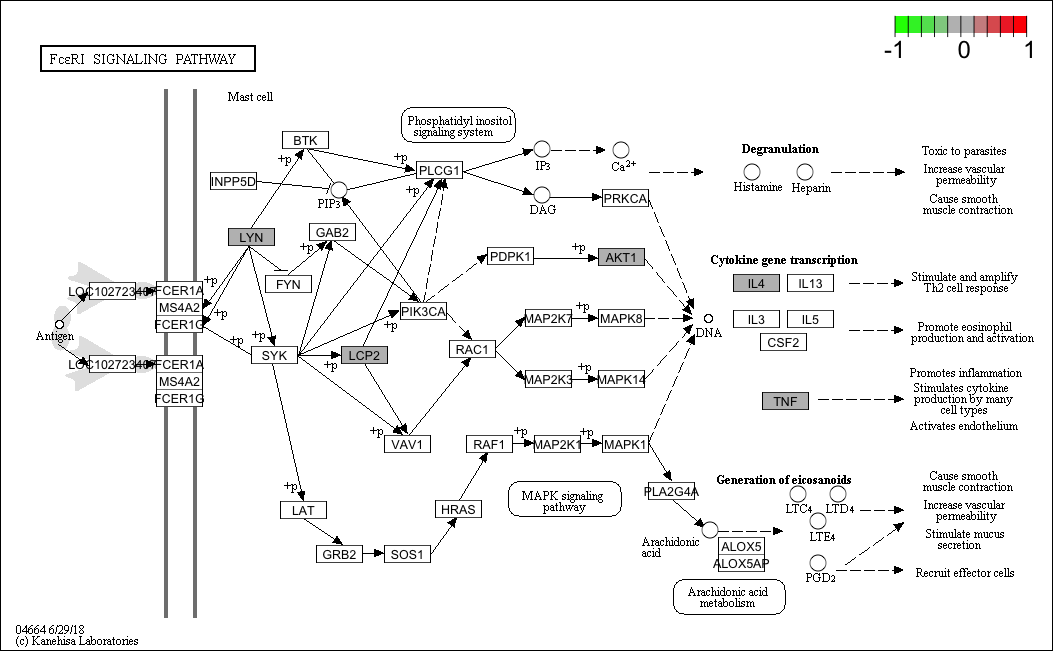 -1 0 1
FcεRI SIGNALING PATHWAY
Mast cell
Phosphatidyl inositol
signaling system
BTK
+p
+p
PLCG1
IP3
Ca2+
Degranulation
Histamine
Heparin
Toxic to parasites
Increase vascular
permeability
Cause smooth
muscle contraction
INPP5D
PIP3
+p
DAG
PRKCA
LYN
GAB2
+p
FYN
PDPK1
+p
AKT1
Cytokine gene transcription
IL4
IL13
Stimulate and amplify
Th2 cell response
LOC102723407
FCER1A
MS4A2
FCER1G
+p
+p
Antigen
PIK3CA
+p
MAP2K7
+p
MAPK8
DNA
IL3
IL5
CSF2
Promote eosinophil
production and activation
+p
+p
SYK
+p
LCP2
RAC1
LOC102723407
FCER1A
MS4A2
FCER1G
MAP2K3
+p
MAPK14
TNF
Promotes inflammation
Stimulates cytokine
production by many
cell types
Activates endothelium
+p
VAV1
RAF1
+p
MAP2K1
+p
MAPK1
MAPK signaling
pathway
PLA2G4A
Generation of eicosanoids
LTC4
LTD4
LTE4
PGD2
Cause smooth
muscle contraction
Increase vascular
permeability
Stimulate mucus
secretion
Recruit effector cells
+p
LAT
HRAS
GRB2
SOS1
Arachidonic
acid
ALOX5
ALOX5AP
Arachidonic acid
metabolism
04664 6/29/18
(c) Kanehisa Laboratories